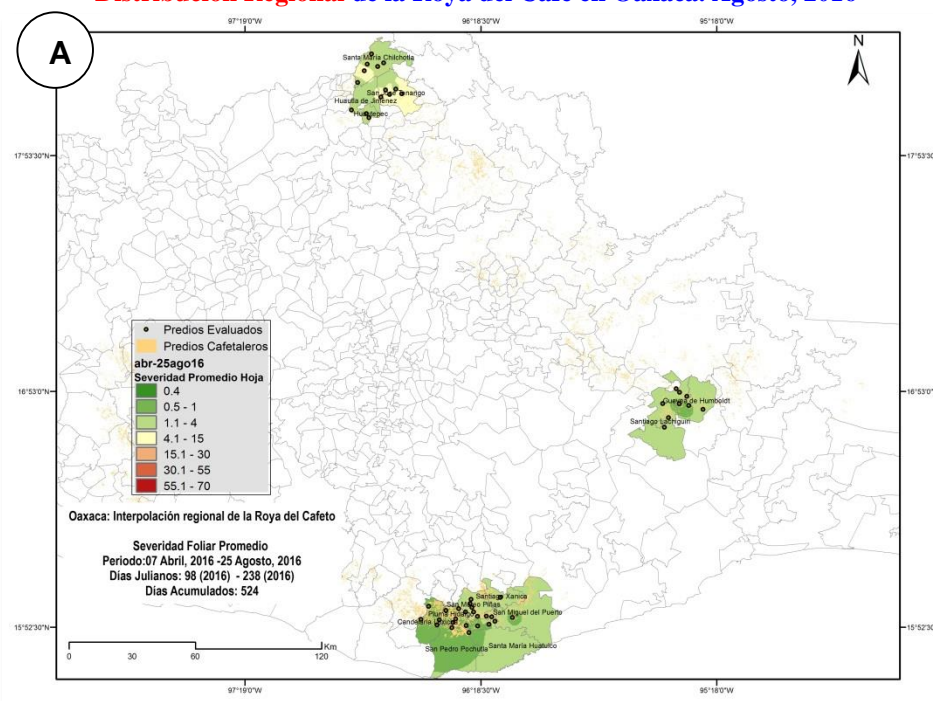 Distribución Regional de la Roya del Café en Oaxaca. Agosto, 2016
A
97°19'0"W
96°18'30"W
95°18'0"W
N
Santa María Chilchotla
Huautla de Jiménez
Huautepec
17°53'30"N
17°53'30"N
Predios Evaluados
Predios Cafetaleros
abr-25ago16
Severidad Promedio Hoja
0.4
0.5 - 1
1.1 - 4
4.1 - 15
15.1 - 30
30.1 - 55
55.1 - 70
16°53'0"N
16°53'0"N
de Humboldt
Santiago Lachiguiri
Oaxaca: Interpolación regional de la Roya del Cafeto
Severidad Foliar Promedio
Periodo:07 Abril, 2016 -25 Agosto, 2016
Dias Julianos: 98 (2016) - 238 (2016)
Dias Acumulados: 524
Santiago Xanica
San Mateo Piñas
San Miguel del Puerto
Pluma Hidalgo
Candelaria Loxicha
San Pedro Pochutla
Santa María Huatulco
15°52'30"N
15°52'30"N
Km
0
30
60
120
97°19'0"W
96°18'30"W
95°18'0"W